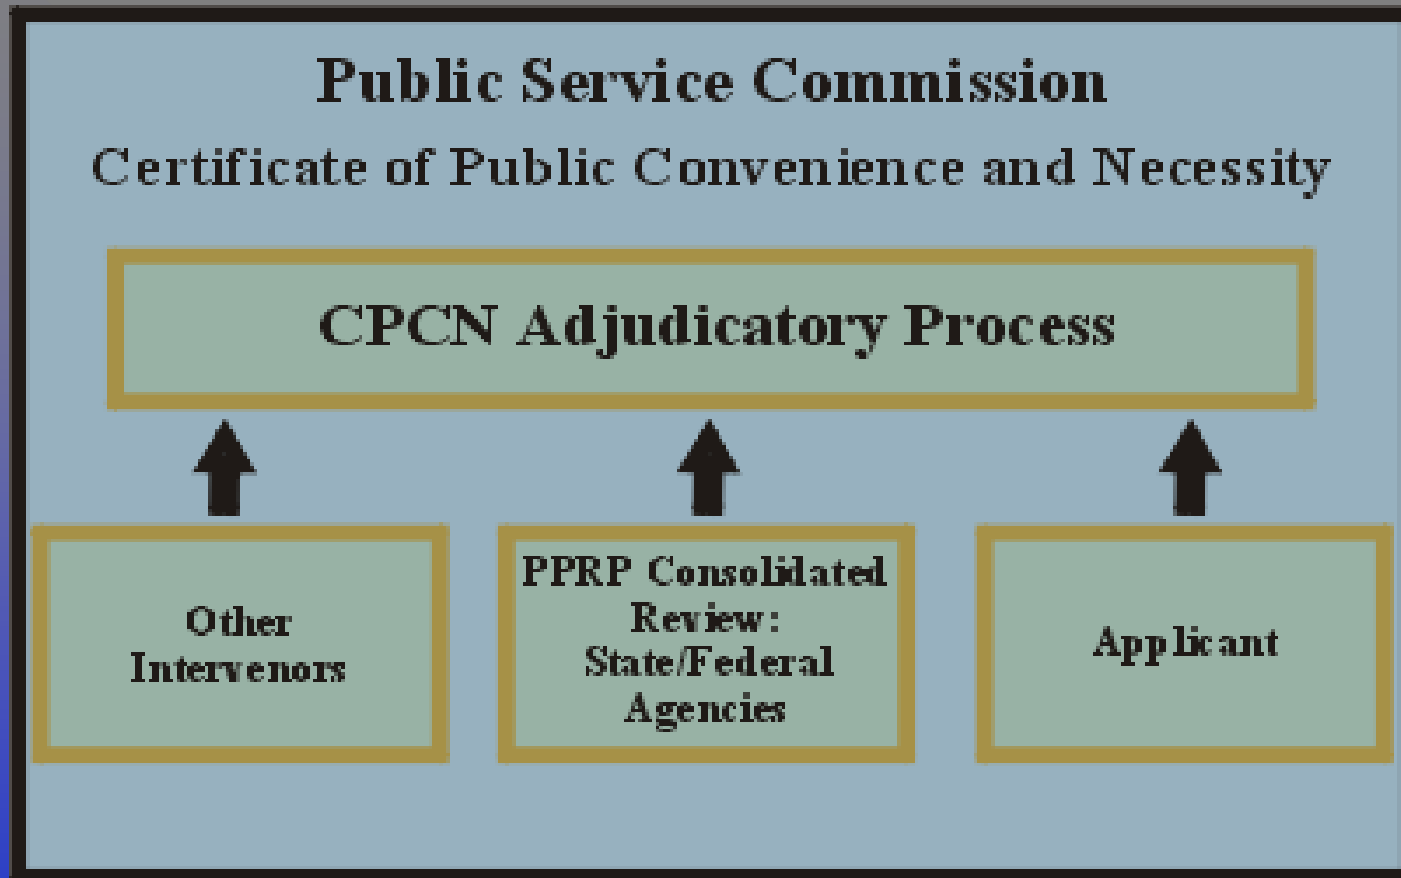 Public Service Commission
Certificate of Public Convenience and Necessity
CPCN Adjudicatory Process
Other
Intervenors
PPRP Consolidated
Review:
State/Federal
Agencies
Applicant